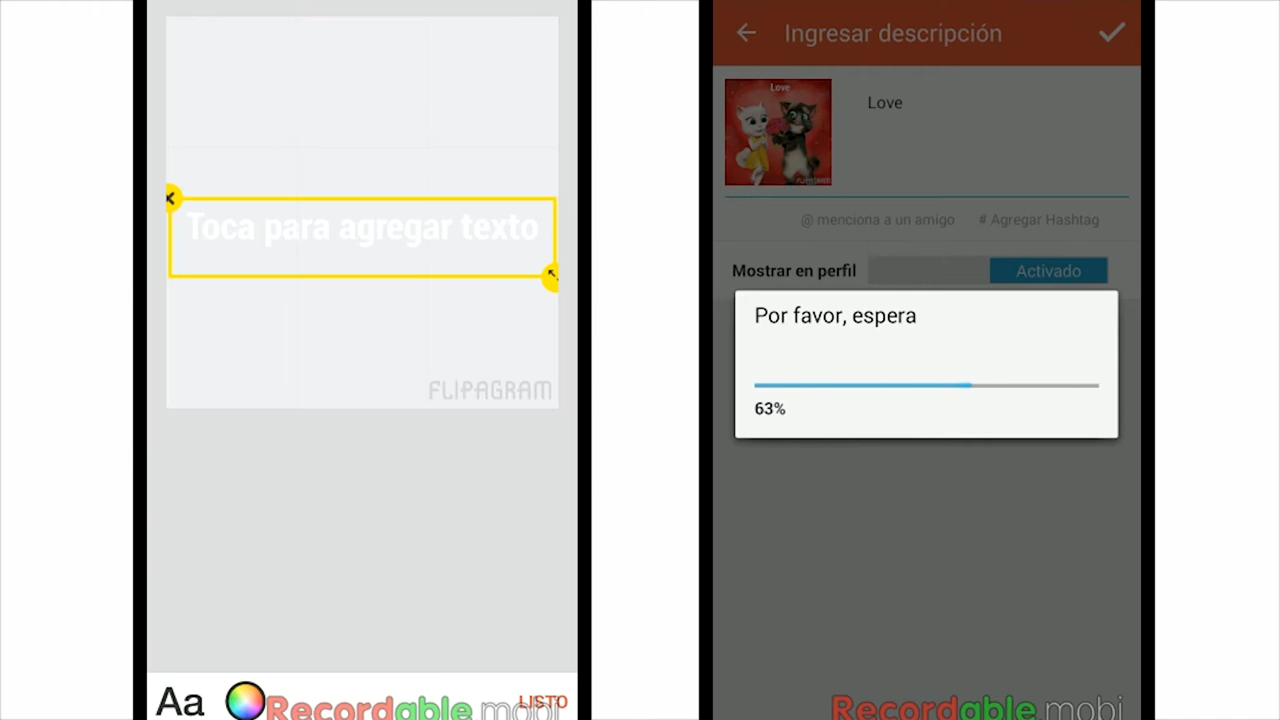 Toca para agregar texto
FLIPAGRAM
Aa
LISTO
Recordable mobi
Ingresar descripción
Love
Love
FLIPAGRAM
@ menciona a un amigo # Agregar Hashtag
Mostrar en perfil Activado
Por favor, espera
63%
Recordable mobi